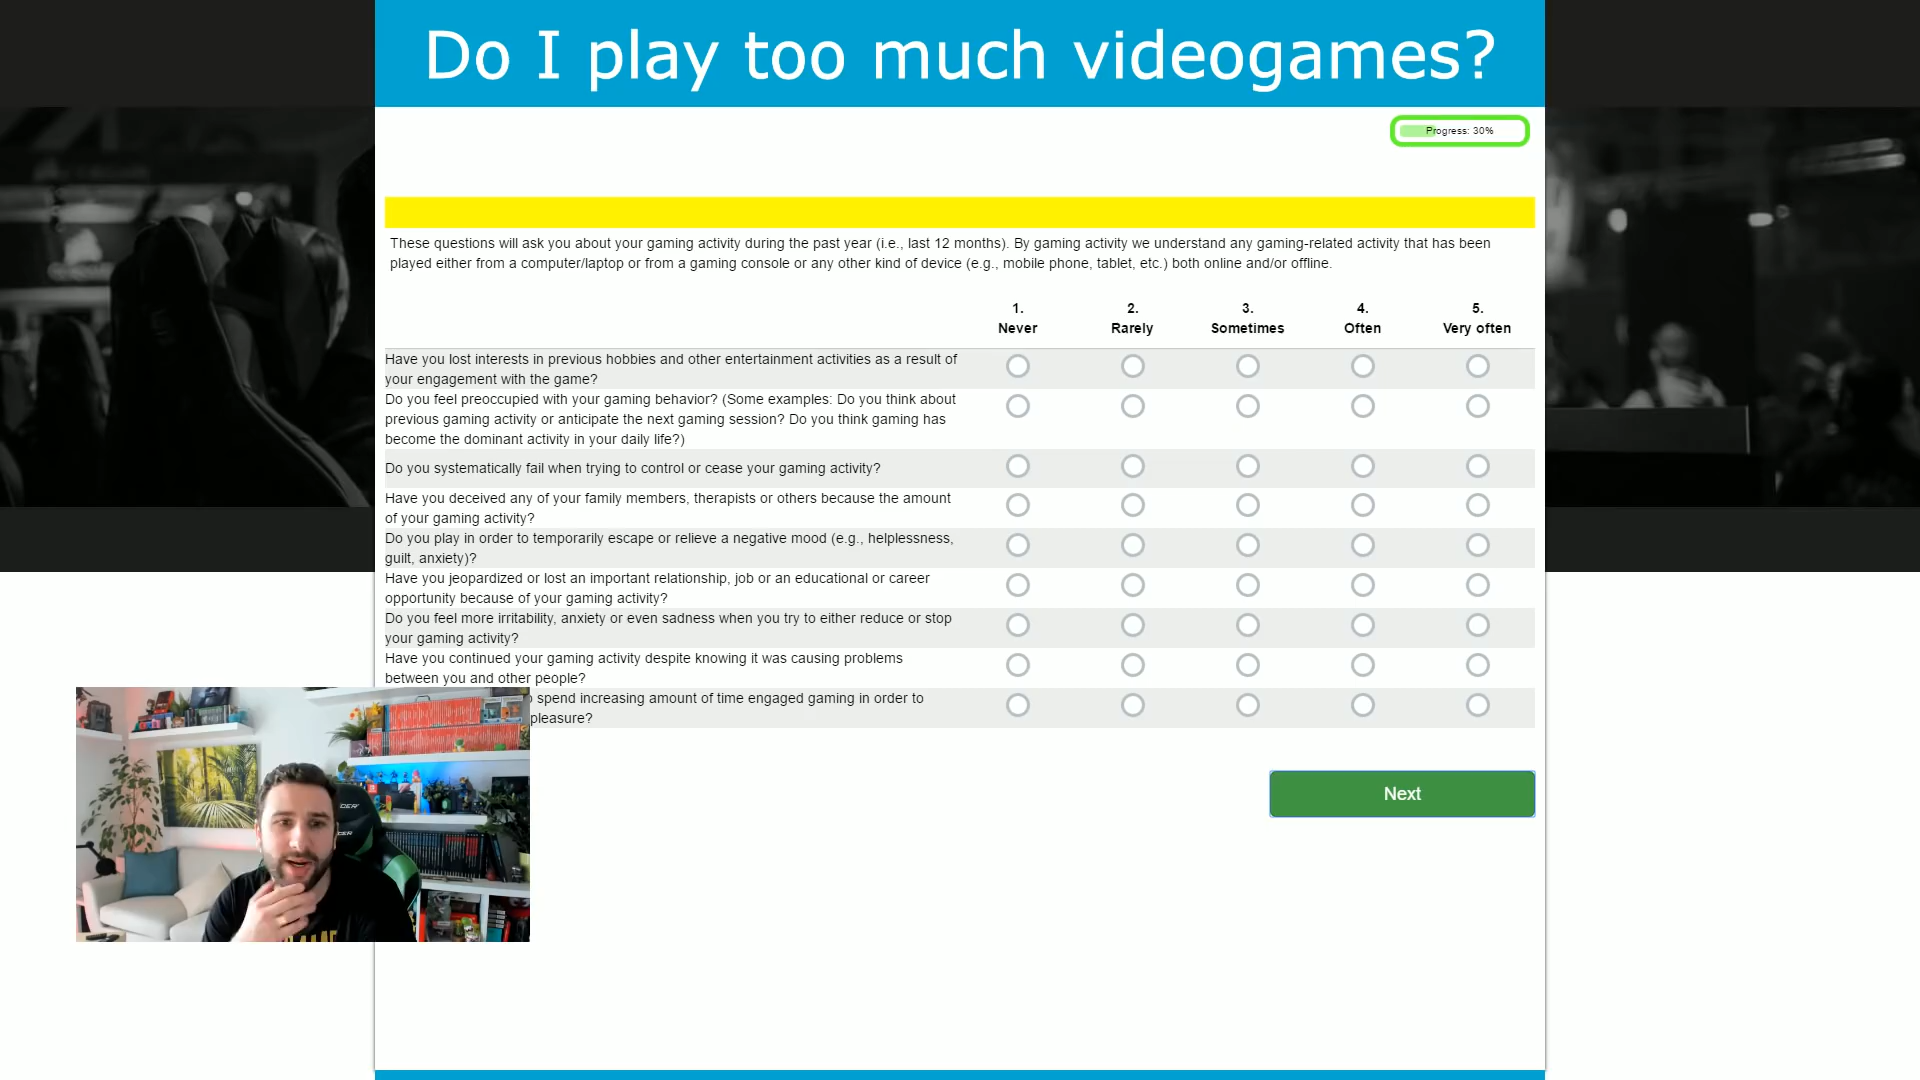 Do I play too much videogames?
Progress: 30%
These questions will ask you about your gaming activity during the past year (i.e., last 12 months). By gaming activity we understand any gaming-related activity that has been
played either from a computer/laptop or from a gaming console or any other kind of device (e.g., mobile phone, tablet, etc.) both online and/or offline.
1. 2. 3. 4. 5.
Never Rarely Sometimes Often Very often
Have you lost interests in previous hobbies and other entertainment activities as a result of
your engagement with the game?
Do you feel preoccupied with your gaming behavior? (Some examples: Do you think about
previous gaming activity or anticipate the next gaming session? Do you think gaming has
become the dominant activity in your daily life?)
Do you systematically fail when trying to control or cease your gaming activity?
Have you deceived any of your family members, therapists or others because the amount
of your gaming activity?
Do you play in order to temporarily escape or relieve a negative mood (e.g., helplessness,
guilt, anxiety)?
Have you jeopardized or lost an important relationship, job or an educational or career
opportunity because of your gaming activity?
Do you feel more irritability, anxiety or even sadness when you try to either reduce or stop
your gaming activity?
Have you continued your gaming activity despite knowing it was causing problems
between you and other people?
spend increasing amount of time engaged gaming in order to
pleasure?
Next